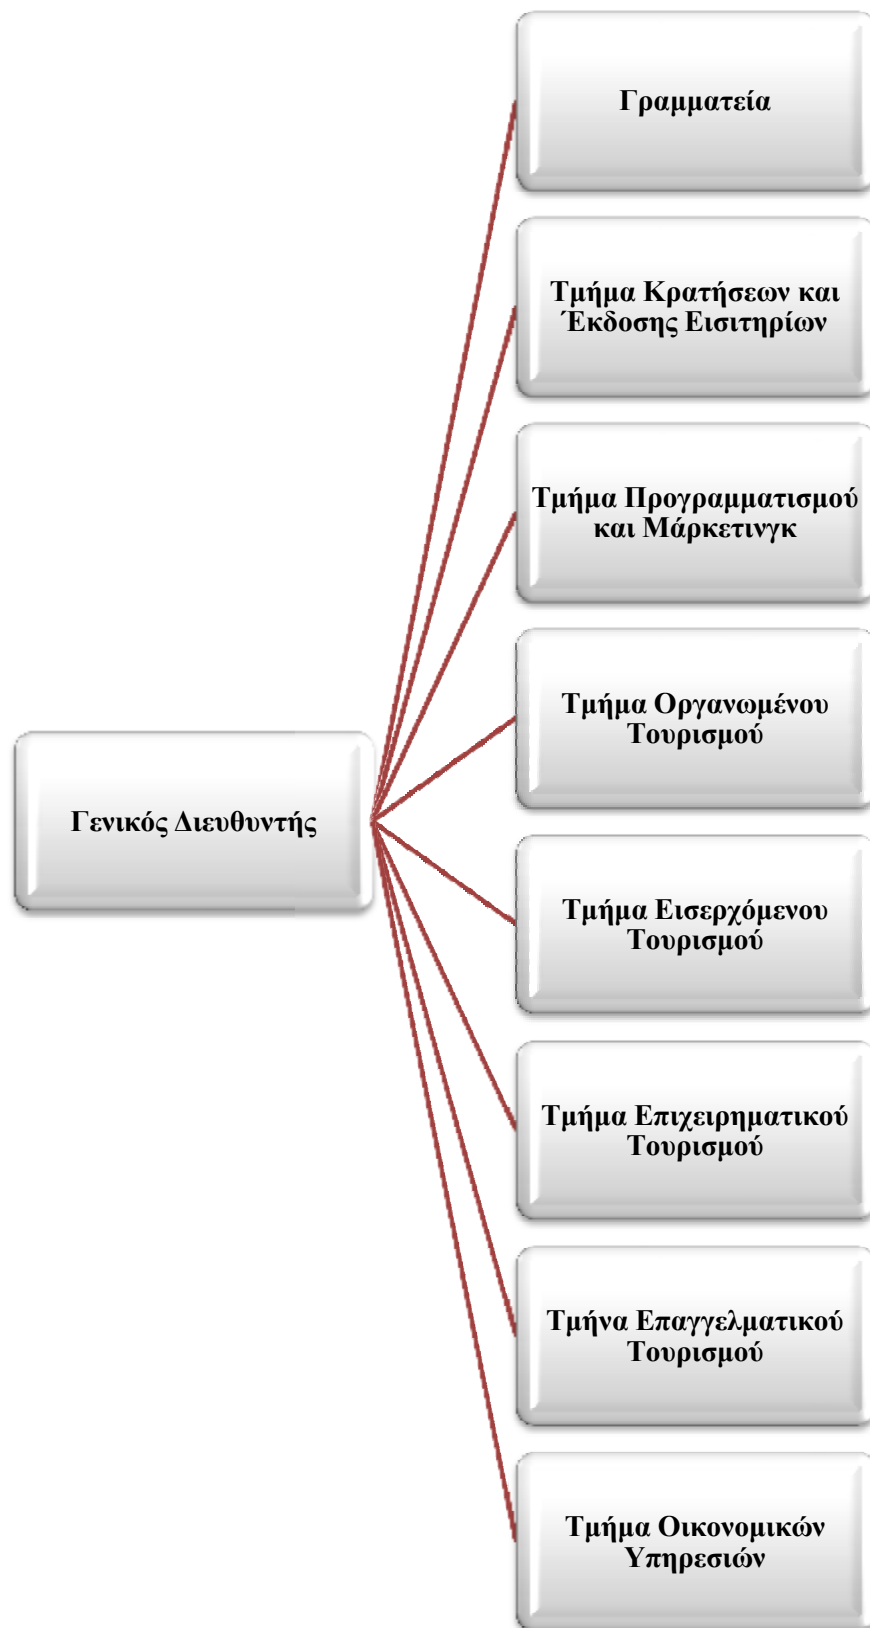 Γραμματεία
Τμήμα Κρατήσεων και
Έκδοσης Εισιτηρίων
Τμήμα Προγραμματισμού
και Μάρκετινγκ
Τμήμα Οργανωμένου
Τουρισμού
Γενικός Διευθυντής
Τμήμα Εισερχόμενου
Τουρισμού
Τμήμα Επιχειρηματικού
Τουρισμού
Τμήνα Επαγγελματικού
Τουρισμού
Τμήμα Οικονομικών
Υπηρεσιών